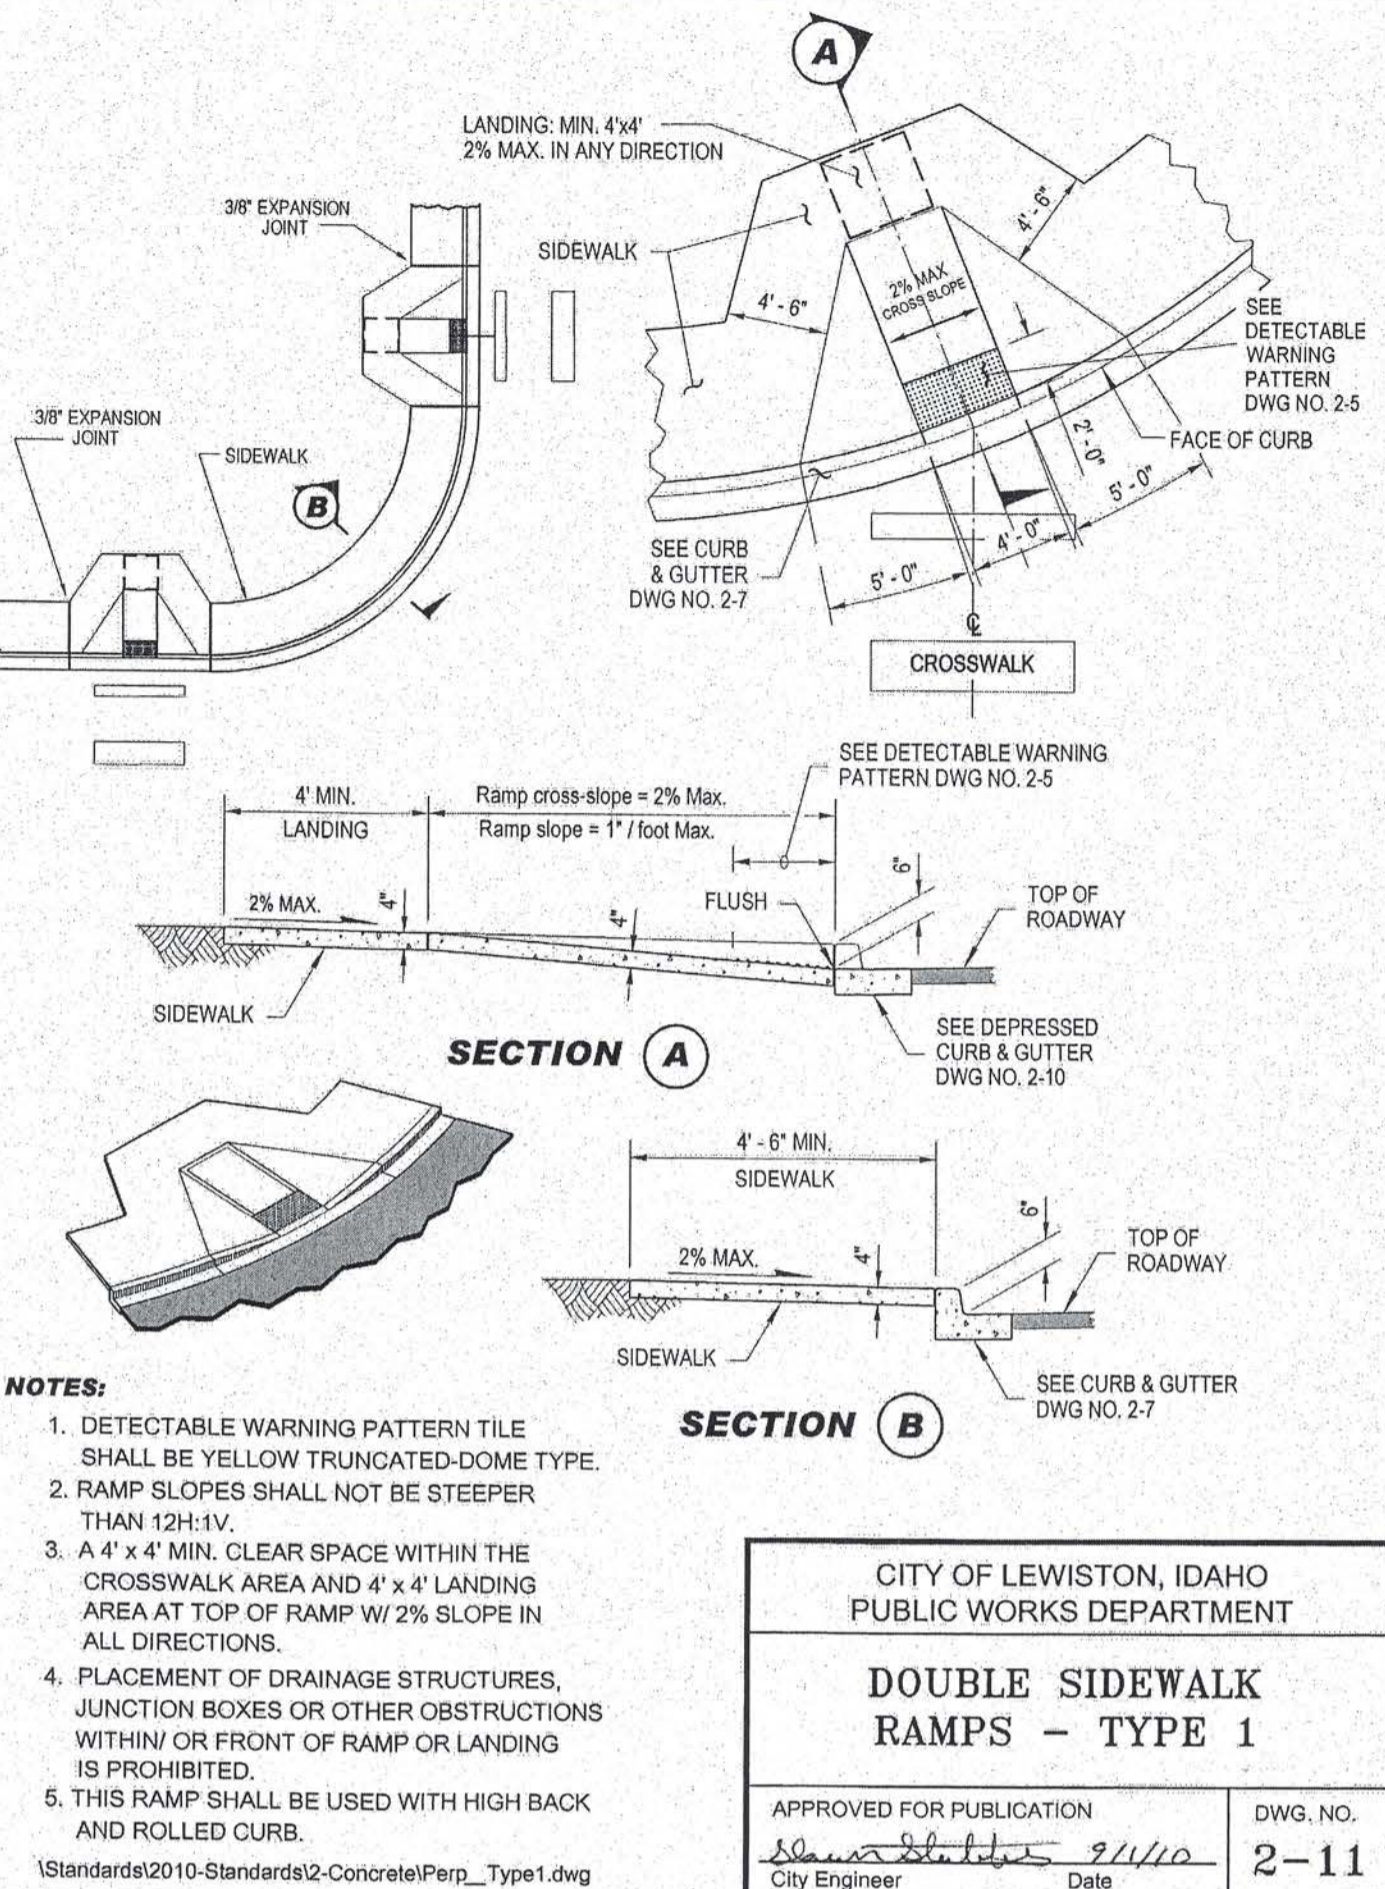 A
LANDING: MIN. 4'x4'
2% MAX. IN ANY DIRECTION
3/8" EXPANSION
JOINT
SIDEWALK
4'-6"
2% MAX
CROSS SLOPE
4'-6"
SEE
DETECTABLE
WARNING
PATTERN
DWG NO. 2-5
3/8" EXPANSION
JOINT
SIDEWALK
B
FACE OF CURB
2'-0"
5'-0"
4'-0"
5'-0"
SEE CURB
& GUTTER
DWG NO. 2-7
CL
CROSSWALK
SEE DETECTABLE WARNING
PATTERN DWG NO. 2-5
4' MIN.
LANDING
Ramp cross-slope = 2% Max.
Ramp slope = 1" / foot Max.
2% MAX.
4"
4"
FLUSH
6"
TOP OF
ROADWAY
SIDEWALK
SECTION A
SEE DEPRESSED
CURB & GUTTER
DWG NO. 2-10
4' - 6" MIN.
SIDEWALK
2% MAX.
4"
6"
TOP OF
ROADWAY
SIDEWALK
SEE CURB & GUTTER
DWG NO. 2-7
SECTION B
NOTES:
1. DETECTABLE WARNING PATTERN TILE
SHALL BE YELLOW TRUNCATED-DOME TYPE.
2. RAMP SLOPES SHALL NOT BE STEEPER
THAN 12H:1V.
3. A 4' x 4' MIN. CLEAR SPACE WITHIN THE
CROSSWALK AREA AND 4' x 4' LANDING
AREA AT TOP OF RAMP W/ 2% SLOPE IN
ALL DIRECTIONS.
4. PLACEMENT OF DRAINAGE STRUCTURES,
JUNCTION BOXES OR OTHER OBSTRUCTIONS
WITHIN/ OR FRONT OF RAMP OR LANDING
IS PROHIBITED.
5. THIS RAMP SHALL BE USED WITH HIGH BACK
AND ROLLED CURB.
\Standards\2010-Standards\2-Concrete\Perp_Type1.dwg
CITY OF LEWISTON, IDAHO
PUBLIC WORKS DEPARTMENT
DOUBLE SIDEWALK
RAMPS - TYPE 1
APPROVED FOR PUBLICATION
9/1/10
City Engineer Date
DWG. NO.
2-11